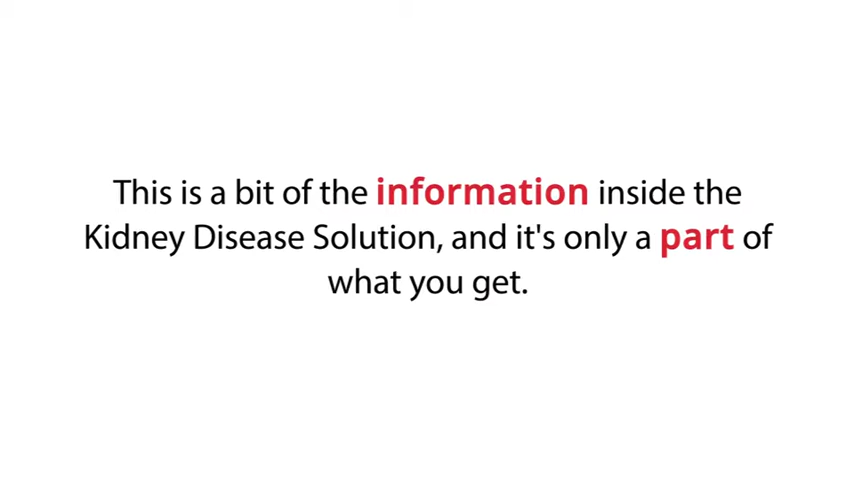 This is a bit of the information inside the
Kidney Disease Solution, and it's only a part of
what you get.